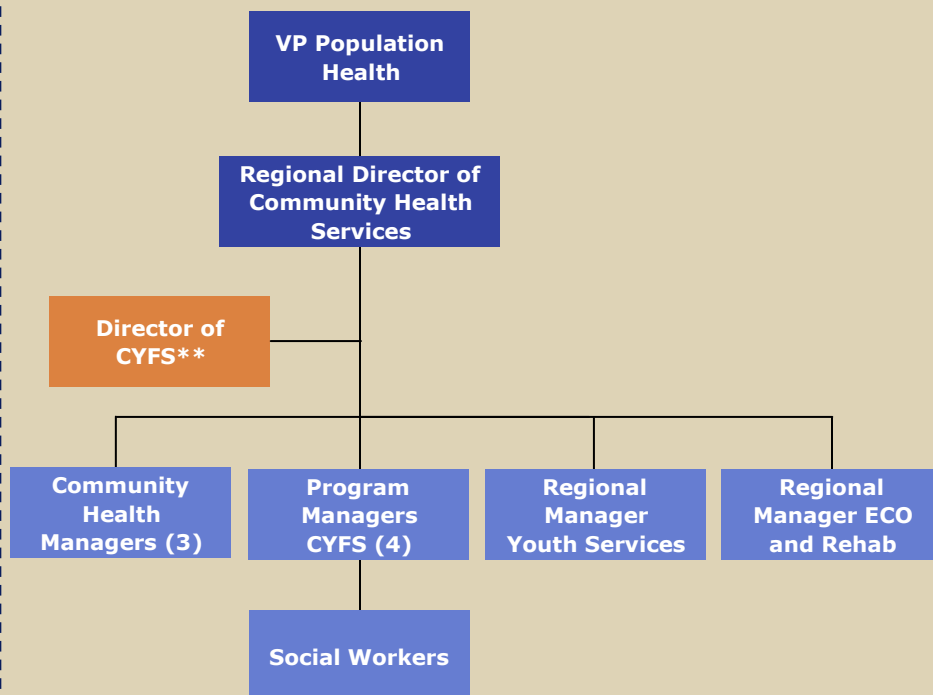 VP Population
Health
Regional Director of
Community Health
Services
Director of
CYFS**
Community
Health
Managers (3)
Program
Managers
CYFS (4)
Regional
Manager
Youth Services
Regional
Manager ECO
and Rehab
Social Workers